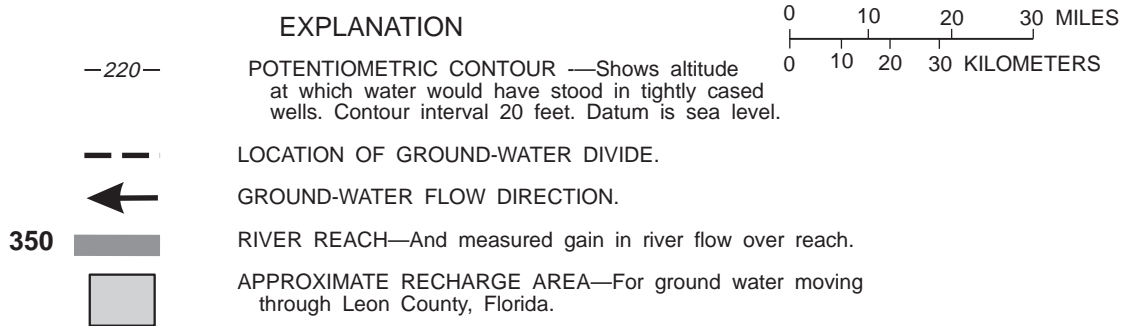 EXPLANATION
0 10 20 30 MILES
0 10 20 30 KILOMETERS
—220— POTENTIOMETRIC CONTOUR -—Shows altitude
at which water would have stood in tightly cased
wells. Contour interval 20 feet. Datum is sea level.
LOCATION OF GROUND-WATER DIVIDE.
GROUND-WATER FLOW DIRECTION.
350 RIVER REACH—And measured gain in river flow over reach.
APPROXIMATE RECHARGE AREA—For ground water moving
through Leon County, Florida.